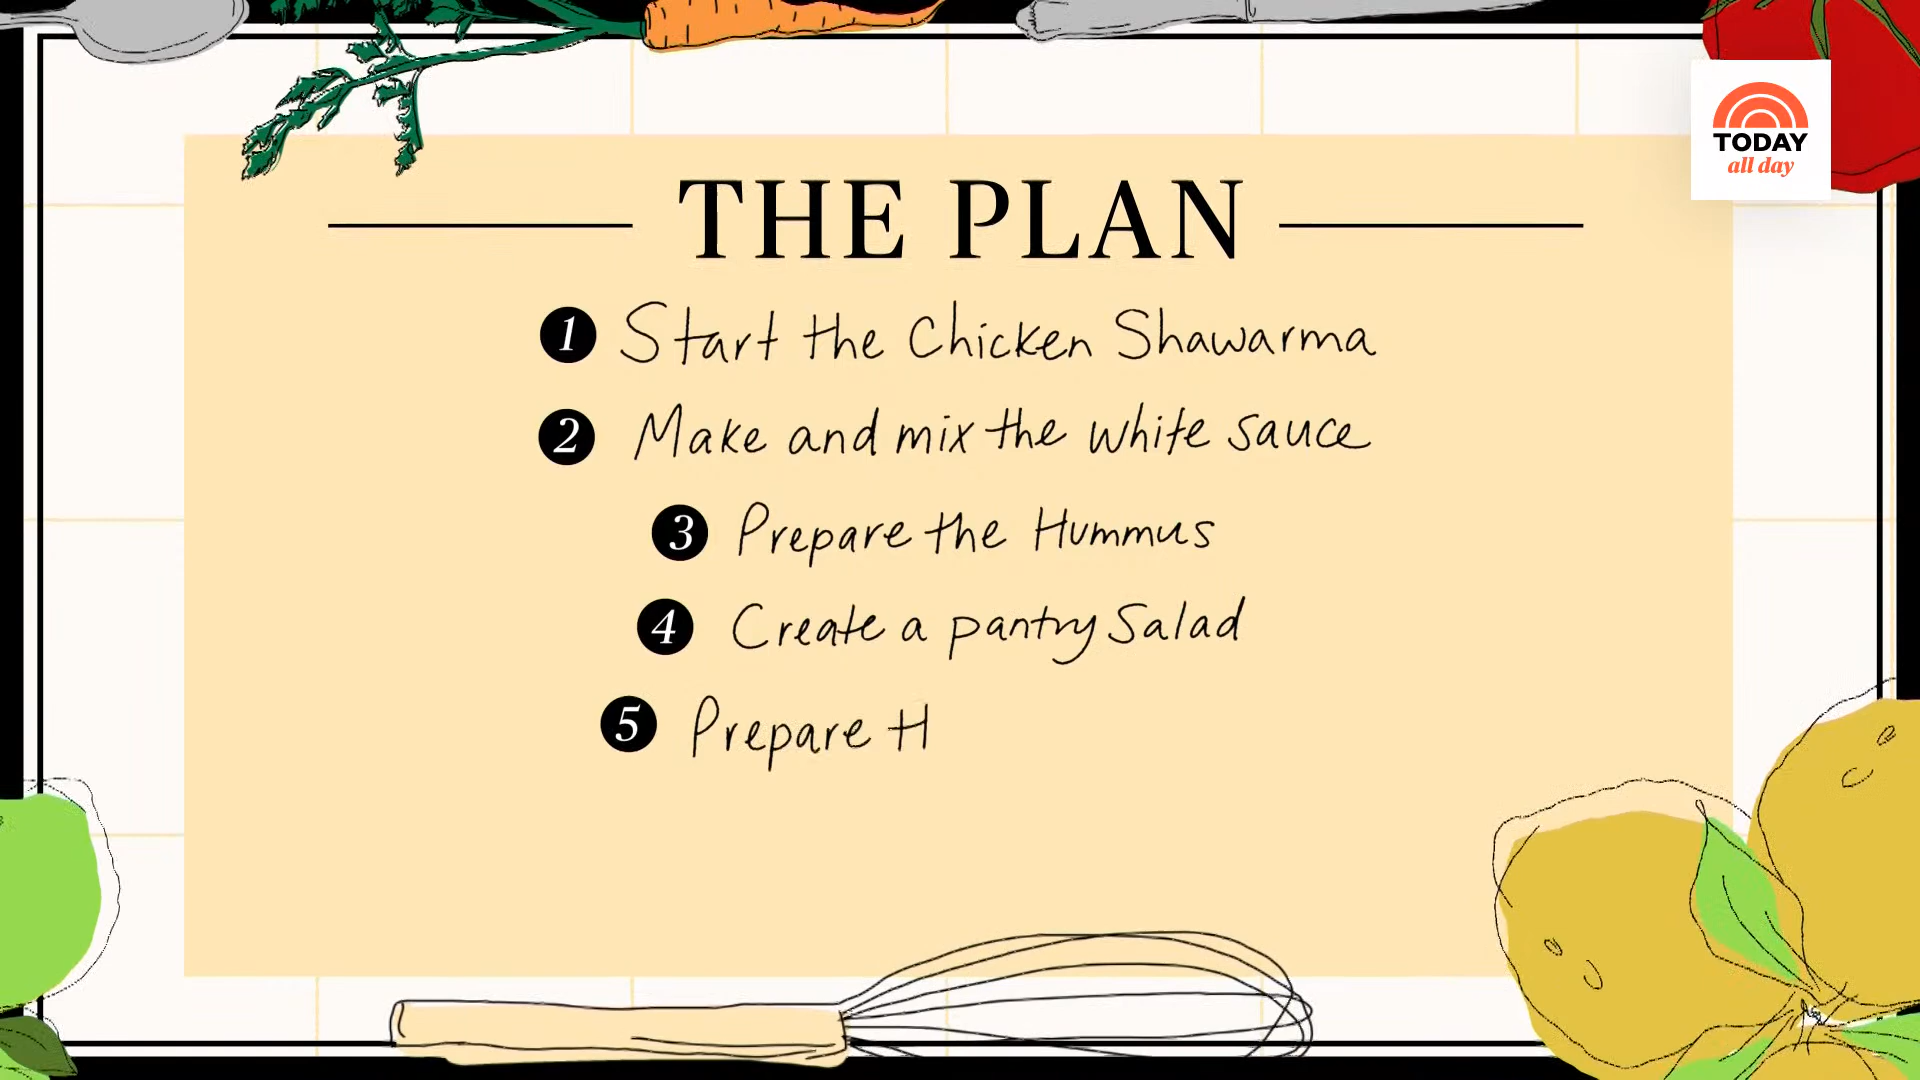 TODAY
all day
THE PLAN
1 Start the Chicken Shawarma
2 Make and mix the white sauce
3 Prepare the Hummus
4 Create a pantry Salad
5 Prepare H